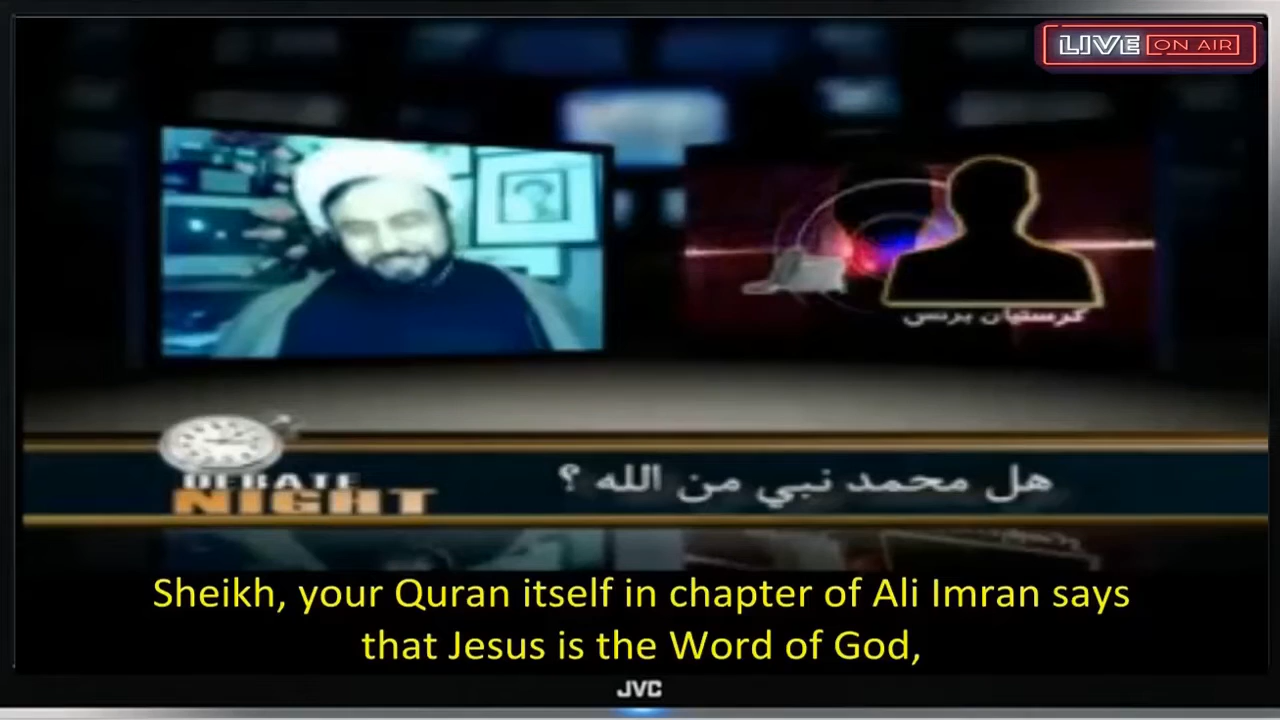 LIVE ON AIR
كرستيان برنس
DEBATE
NIGHT
هل محمد نبي من الله ؟
Sheikh, your Quran itself in chapter of Ali Imran says
that Jesus is the Word of God,
JVC